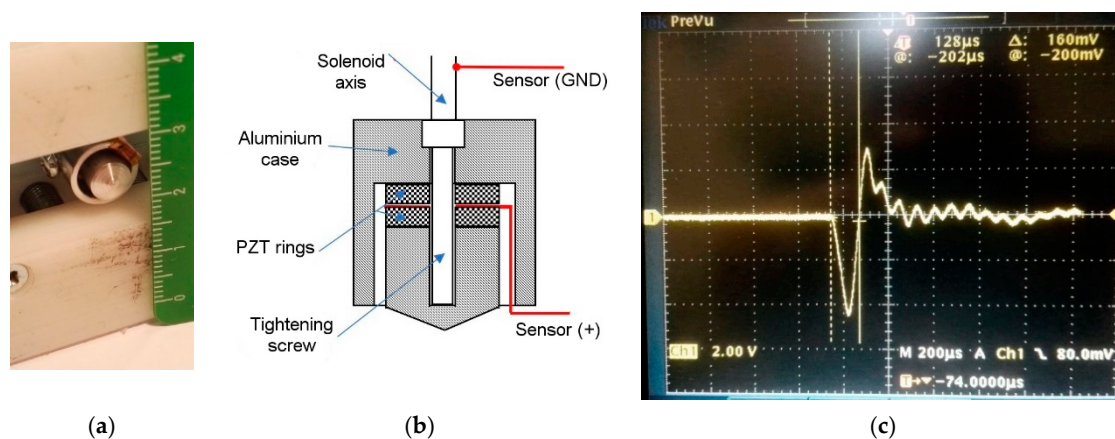 4
3
2
1
0
Solenoid
axis
Sensor (GND)
Aluminium
case
PZT rings
Tightening
screw
Sensor (+)
PreVu
128µs Δ: 160mV
@: −202µs @: −200mV
1
Ch1 2.00 V M 200µs A Ch1 80.0mV
T −74.0000µs
(a)
(b)
(c)